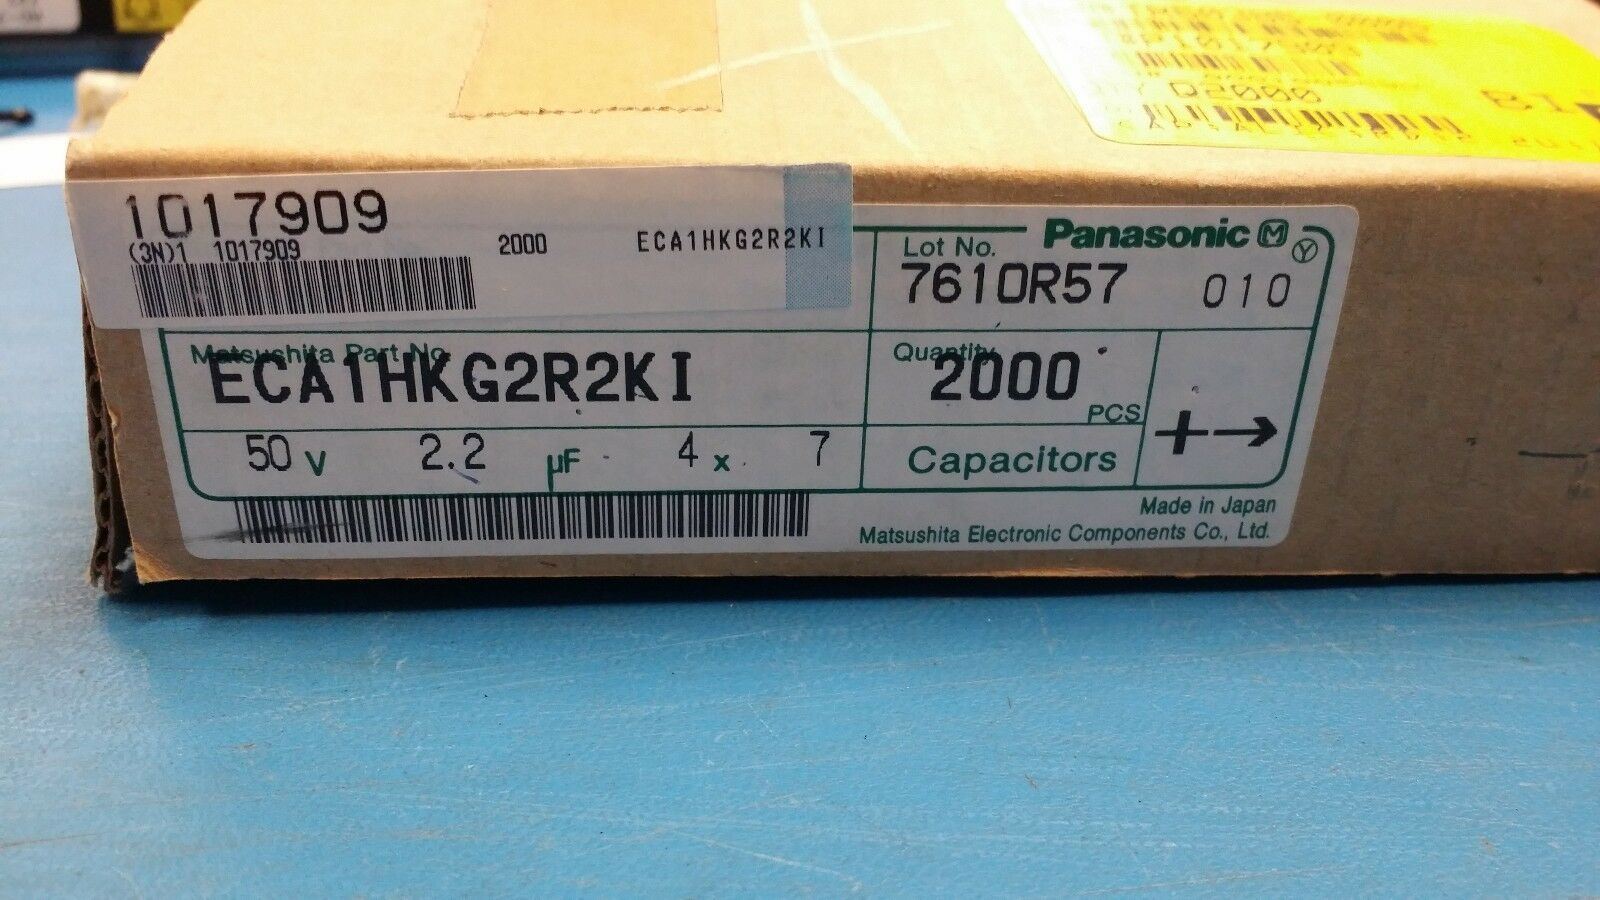 Q2000
1017909
(3N)1 1017909 2000 ECA1HKG2R2KI
Lot No. Panasonic M Y
7610R57 010
Matsushita Part No.
ECA1HKG2R2KI
Quantity
2000 PCS
+→
50 V 2.2 µF 4 x 7
Capacitors
Made in Japan
Matsushita Electronic Components Co., Ltd.